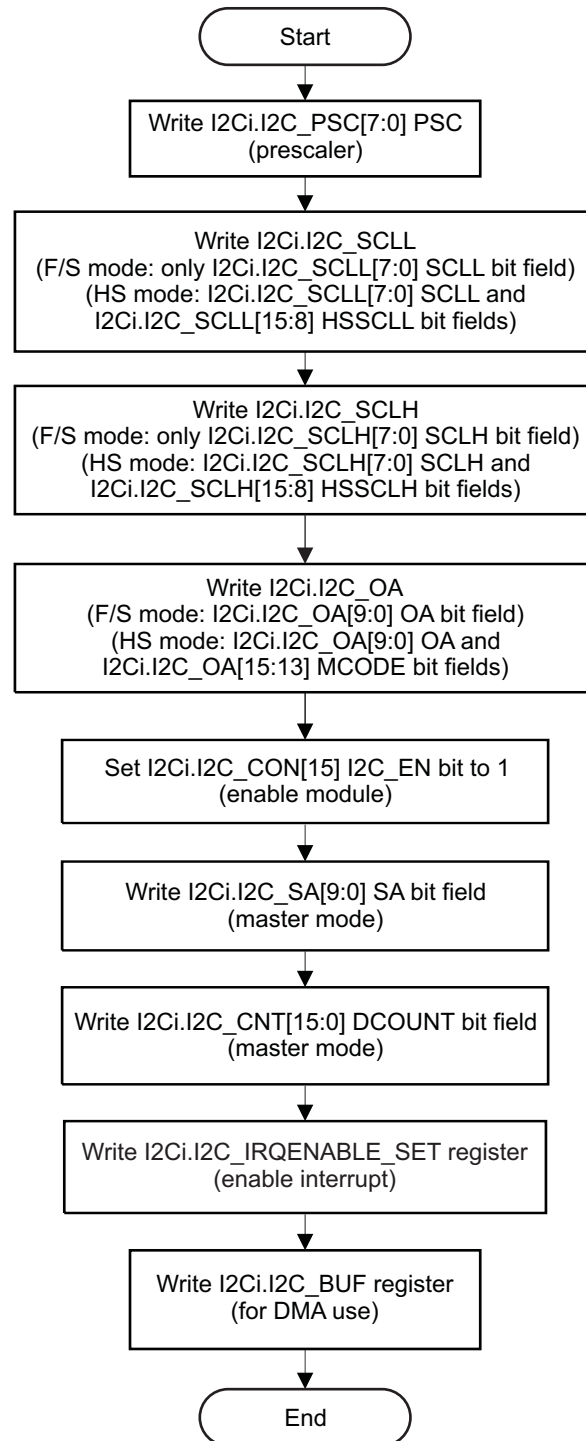 Start
Write I2Ci.I2C_PSC[7:0] PSC
(prescaler)
Write I2Ci.I2C_SCLL
(F/S mode: only I2Ci.I2C_SCLL[7:0] SCLL bit field)
(HS mode: I2Ci.I2C_SCLL[7:0] SCLL and
I2Ci.I2C_SCLL[15:8] HSSCLL bit fields)
Write I2Ci.I2C_SCLH
(F/S mode: only I2Ci.I2C_SCLH[7:0] SCLH bit field)
(HS mode: I2Ci.I2C_SCLH[7:0] SCLH and
I2Ci.I2C_SCLH[15:8] HSSCLH bit fields)
Write I2Ci.I2C_OA
(F/S mode: I2Ci.I2C_OA[9:0] OA bit field)
(HS mode: I2Ci.I2C_OA[9:0] OA and
I2Ci.I2C_OA[15:13] MCODE bit fields)
Set I2Ci.I2C_CON[15] I2C_EN bit to 1
(enable module)
Write I2Ci.I2C_SA[9:0] SA bit field
(master mode)
Write I2Ci.I2C_CNT[15:0] DCOUNT bit field
(master mode)
Write I2Ci.I2C_IRQENABLE_SET register
(enable interrupt)
Write I2Ci.I2C_BUF register
(for DMA use)
End